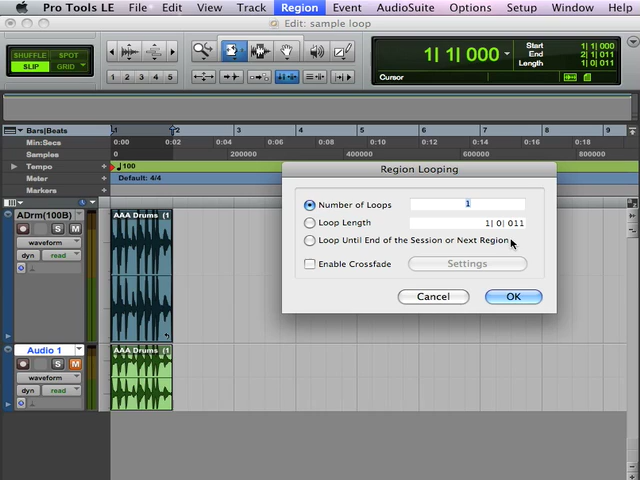 Pro Tools LE File Edit View Track Region Event AudioSuite Options Setup Window
Edit: sample loop
SHUFFLE SPOT
SLIP GRID
1 2 3 4 5
1| 1| 000
Start 1| 1| 000
End 2| 1| 011
Length 1| 0| 011
Cursor
Bars|Beats 1 2 3 4 5 6 7 8 9
Min:Secs 0:00 0:02 0:04 0:06 0:08 0:10 0:12 0:14 0:16
Samples 0 200000 400000 600000 800000
Tempo 100
Meter Default: 4/4
Markers
Region Looping
Number of Loops 1
Loop Length 1| 0| 011
Loop Until End of the Session or Next Region
Enable Crossfade Settings
Cancel OK
ADrm(100B) AAA Drums (1
S M
waveform
dyn read
Audio 1 AAA Drums (1
S M
waveform
dyn read